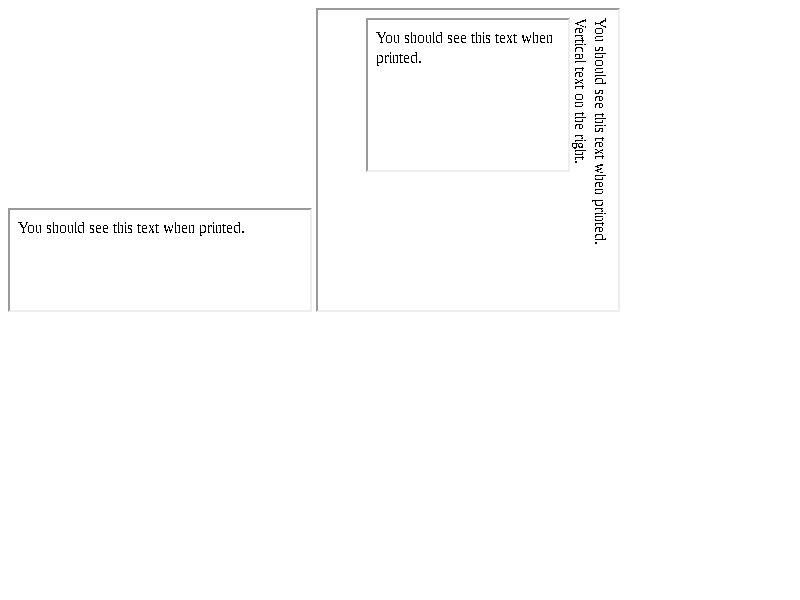 You should see this text when printed.
You should see this text when printed.
Vertical text on the right.
You should see this text when
printed.